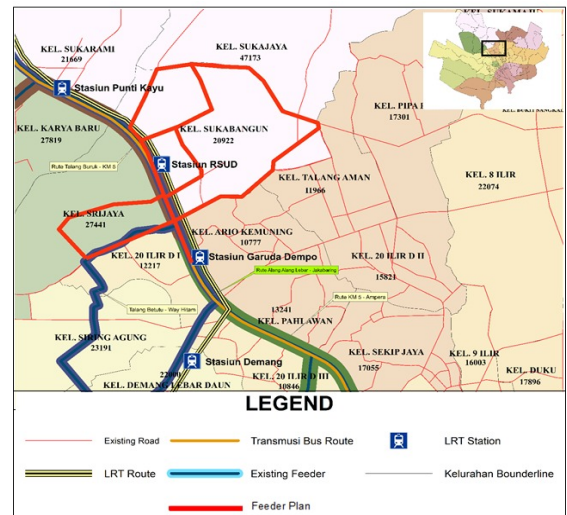 KEL. SUKARAMI
21669
KEL. SUKAJAYA
47173
Stasiun Punti Kayu
KEL. PIPA
17301
KEL. KARYA BARU
27819
KEL. SUKABANGUN
20922
Ruta Talang Buruk - KM 5
Stasiun RSUD
KEL. TALANG AMAN
11966
KEL. 8 ILIR
22074
KEL. SRIJAYA
27441
KEL. ARIO KEMUNING
10777
KEL. 20 ILIR D I
12217
Stasiun Garuda Dempo
KEL. 20 ILIR D II
15821
Rute Alang Alang Lebar - Jakabaring
Talang Betutu - Way Hitam
Rute KM 5 - Ampera
13241
KEL. PAHLAWAN
KEL. SIRING AGUNG
23191
Stasiun Demang
KEL. SEKIP JAYA
17055
KEL. 9 ILIR
16003
KEL. DUKU
17896
KEL. DEMANG LEBAR DAUN
KEL. 20 ILIR D III
10846
LEGEND
Existing Road
Transmusi Bus Route
LRT Station
LRT Route
Existing Feeder
Kelurahan Bounderline
Feeder Plan